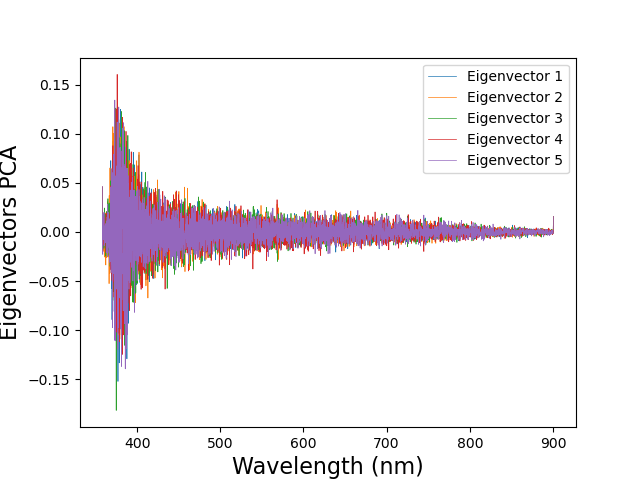 Eigenvectors PCA
0.15
0.10
0.05
0.00
−0.05
−0.10
−0.15
Eigenvector 1
Eigenvector 2
Eigenvector 3
Eigenvector 4
Eigenvector 5
400 500 600 700 800 900
Wavelength (nm)